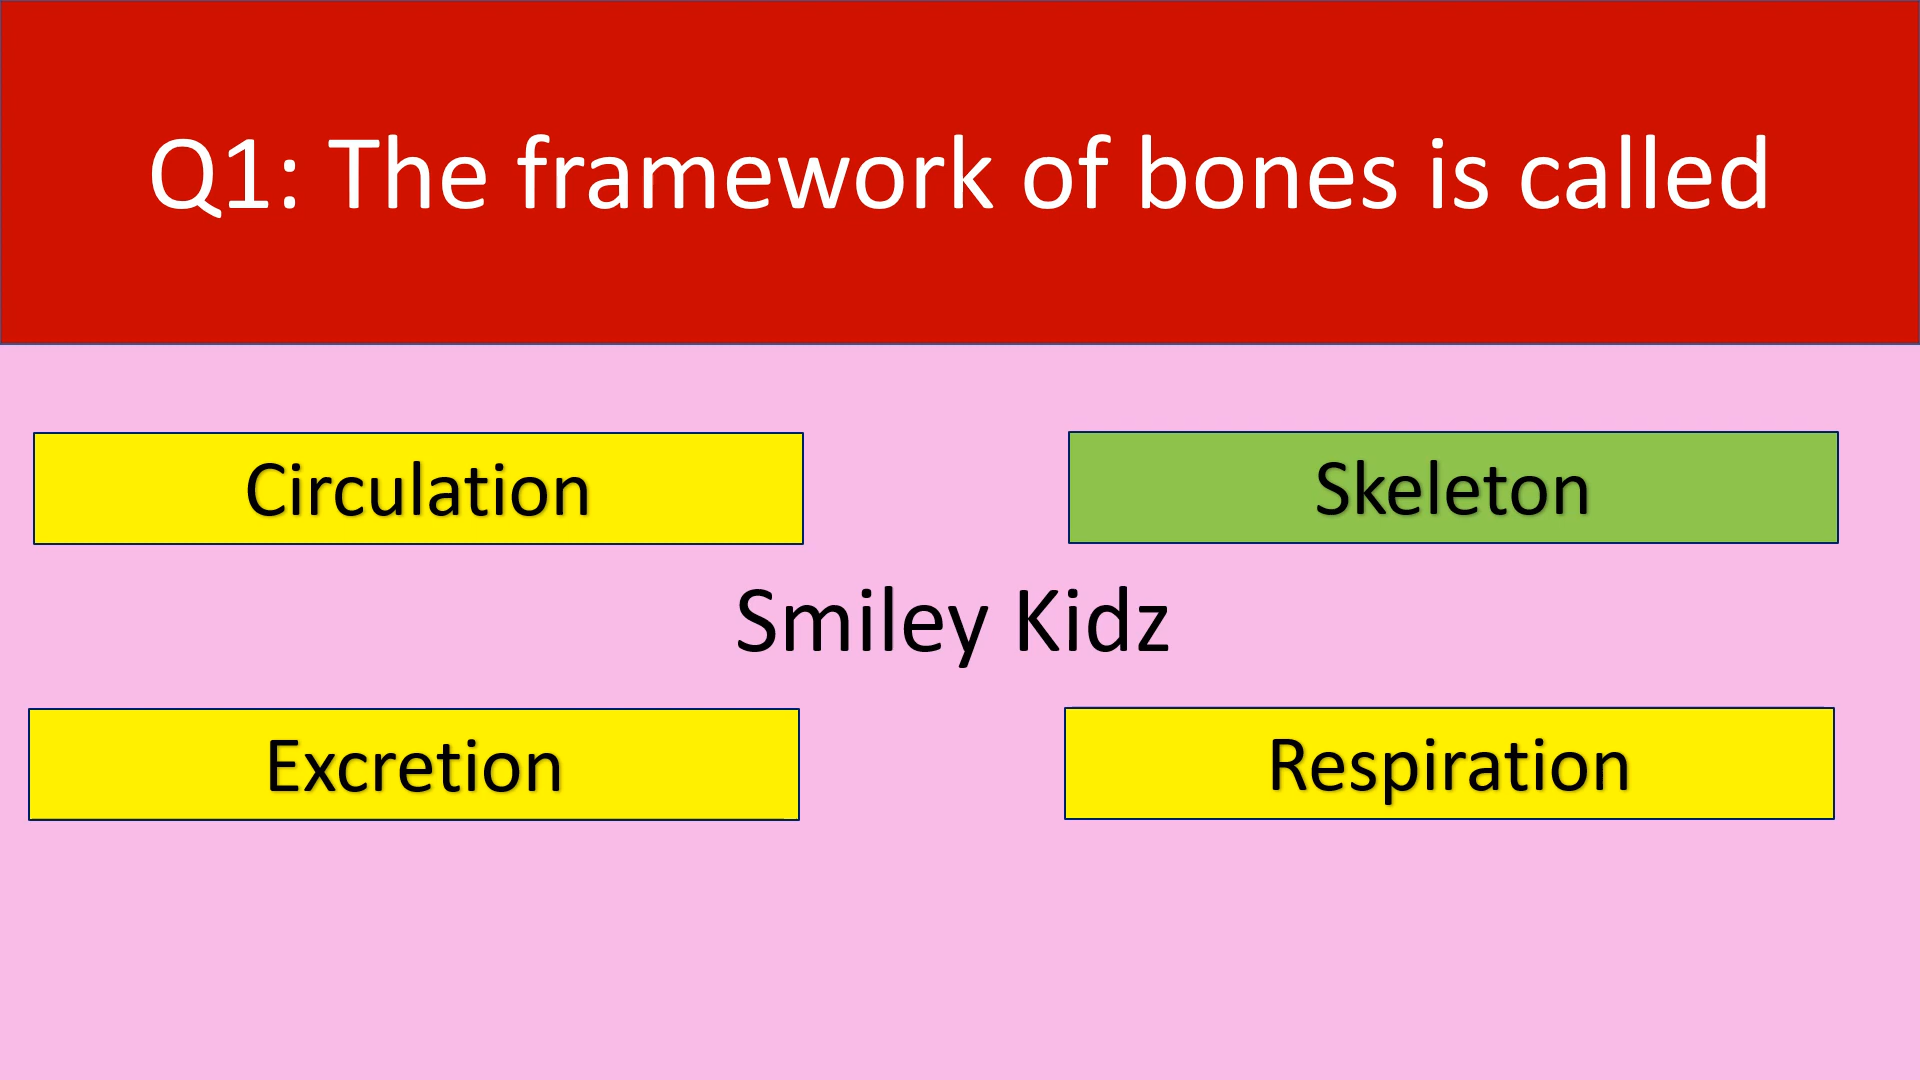 Q1: The framework of bones is called
Circulation
Skeleton
Smiley Kidz
Excretion
Respiration